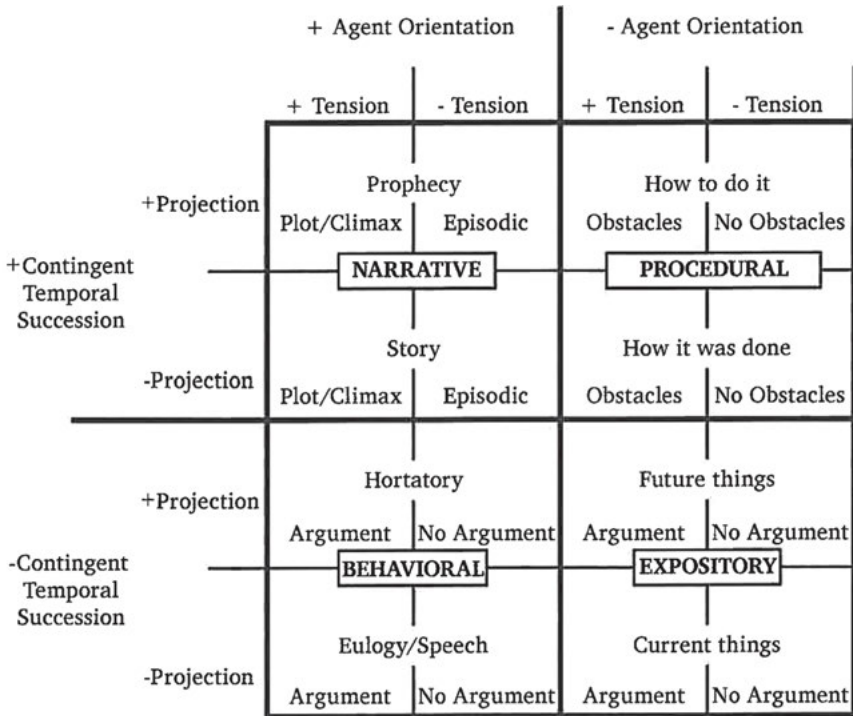 + Agent Orientation - Agent Orientation
+ Tension - Tension + Tension - Tension
+Projection Prophecy How to do it
Plot/Climax Episodic Obstacles No Obstacles
+Contingent
Temporal
Succession
NARRATIVE PROCEDURAL
Story How it was done
-Projection Plot/Climax Episodic Obstacles No Obstacles
+Projection Hortatory Future things
Argument No Argument Argument No Argument
-Contingent
Temporal
Succession
BEHAVIORAL EXPOSITORY
Eulogy/Speech Current things
-Projection Argument No Argument Argument No Argument